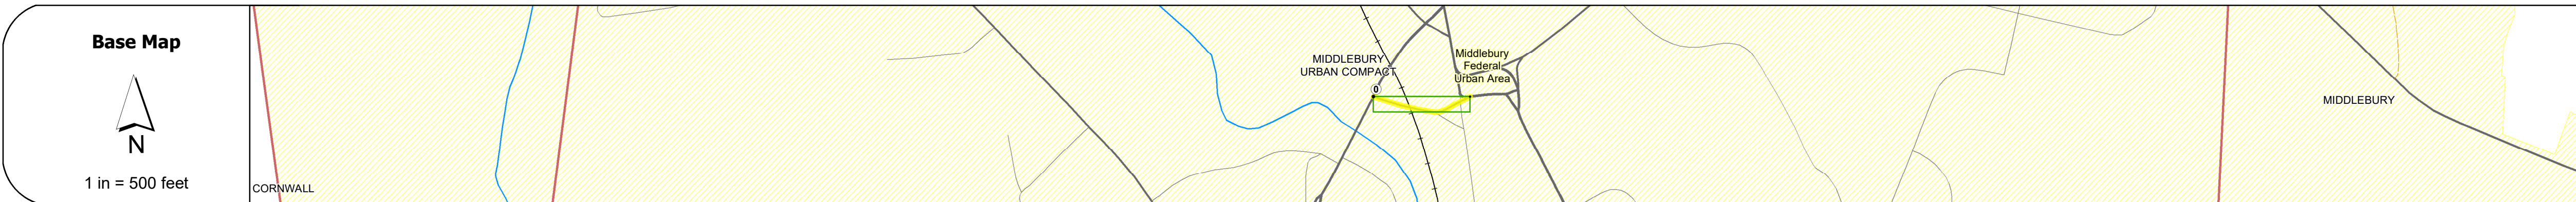 Base Map
N
1 in = 500 feet
CORNWALL
MIDDLEBURY
URBAN COMPACT
0
Middlebury
Federal
Urban Area
MIDDLEBURY